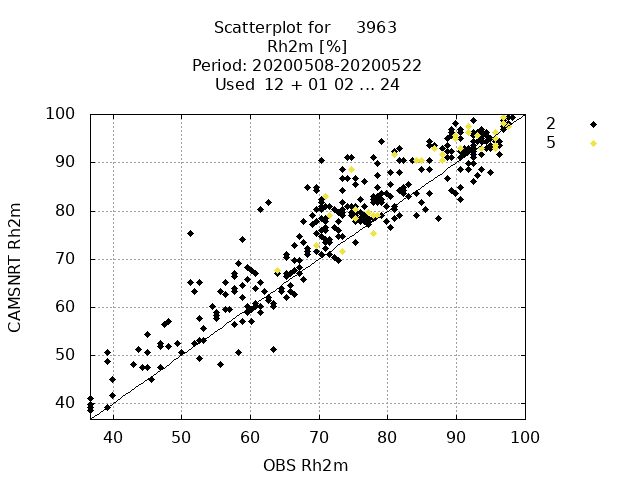 Scatterplot for 3963
Rh2m [%]
Period: 20200508-20200522
Used 12 + 01 02 ... 24
100
90
80
70
60
50
40
CAMSNRT Rh2m
40 50 60 70 80 90 100
OBS Rh2m
2
5